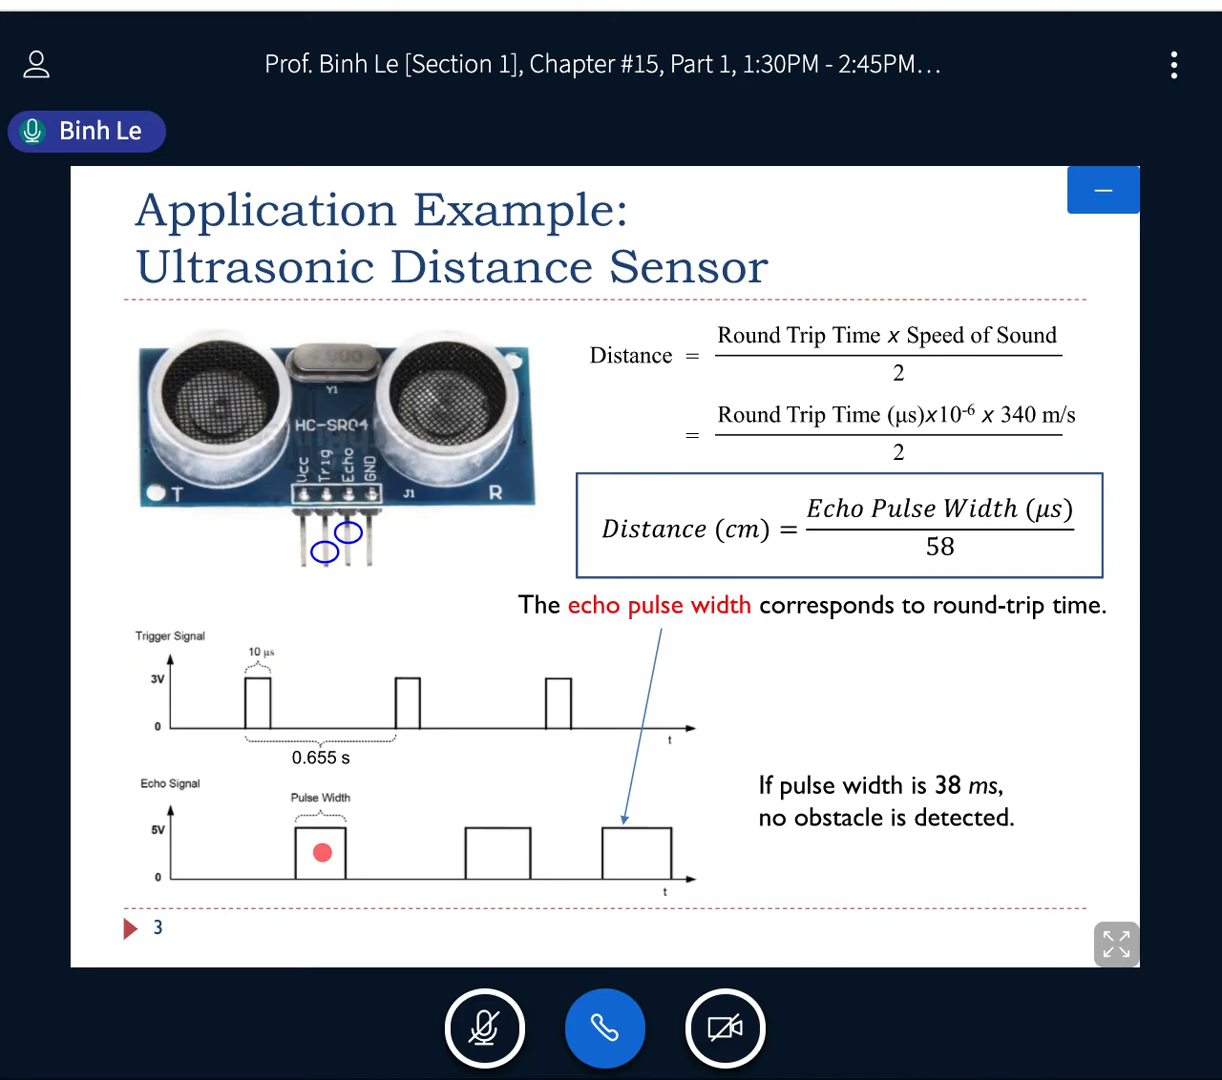 Prof. Binh Le [Section 1], Chapter #15, Part 1, 1:30PM - 2:45PM...
Binh Le
Application Example:
Ultrasonic Distance Sensor
Y1
HC-SR04
Vcc
Trig
Echo
GND
T
J1
R
Distance = Round Trip Time x Speed of Sound
2
= Round Trip Time (μs)x10⁻⁶ x 340 m/s
2
Distance (cm) = Echo Pulse Width (μs)
58
The echo pulse width corresponds to round-trip time.
Trigger Signal
10 μs
3V
0
t
0.655 s
Echo Signal
Pulse Width
5V
0
t
If pulse width is 38 ms,
no obstacle is detected.
3